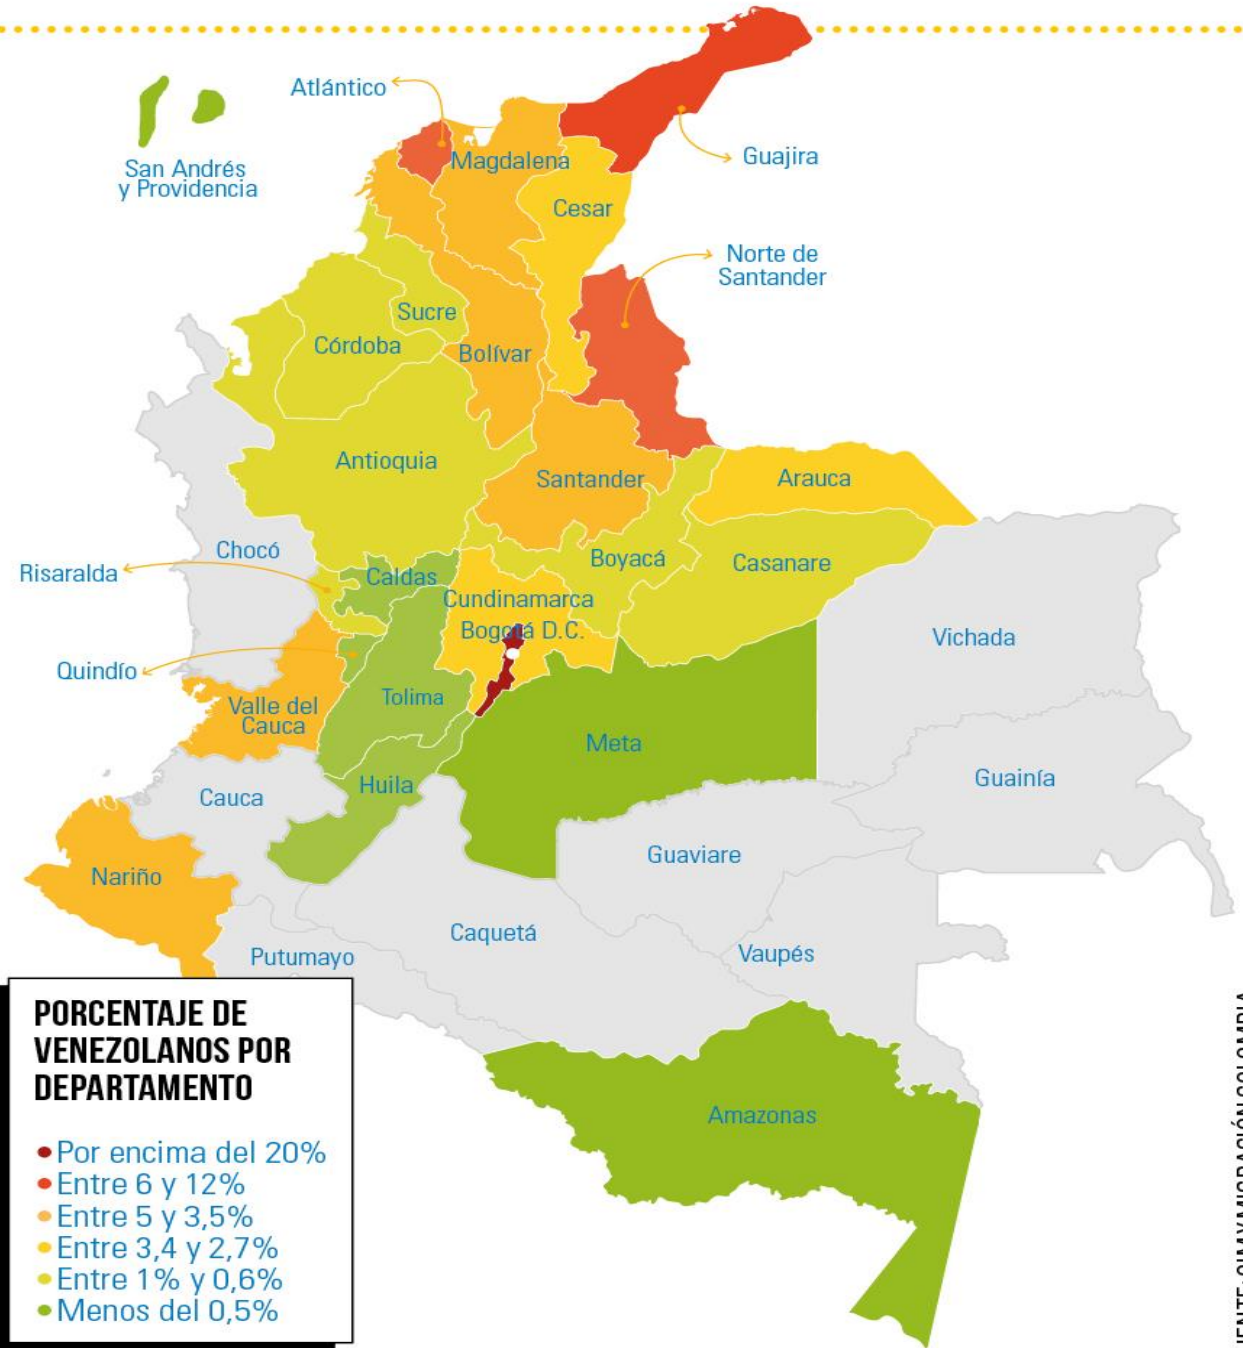 Atlántico
San Andrés
y Providencia
Magdalena
Guajira
Cesar
Norte de
Santander
Sucre
Córdoba
Bolívar
Antioquia
Santander
Arauca
Chocó
Boyacá
Casanare
Risaralda
Caldas
Cundinamarca
Bogotá D.C.
Vichada
Quindío
Tolima
Valle del
Cauca
Meta
Guainía
Huila
Cauca
Guaviare
Nariño
Caquetá
Vaupés
Putumayo
Amazonas
PORCENTAJE DE
VENEZOLANOS POR
DEPARTAMENTO
Por encima del 20%
Entre 6 y 12%
Entre 5 y 3,5%
Entre 3,4 y 2,7%
Entre 1% y 0,6%
Menos del 0,5%